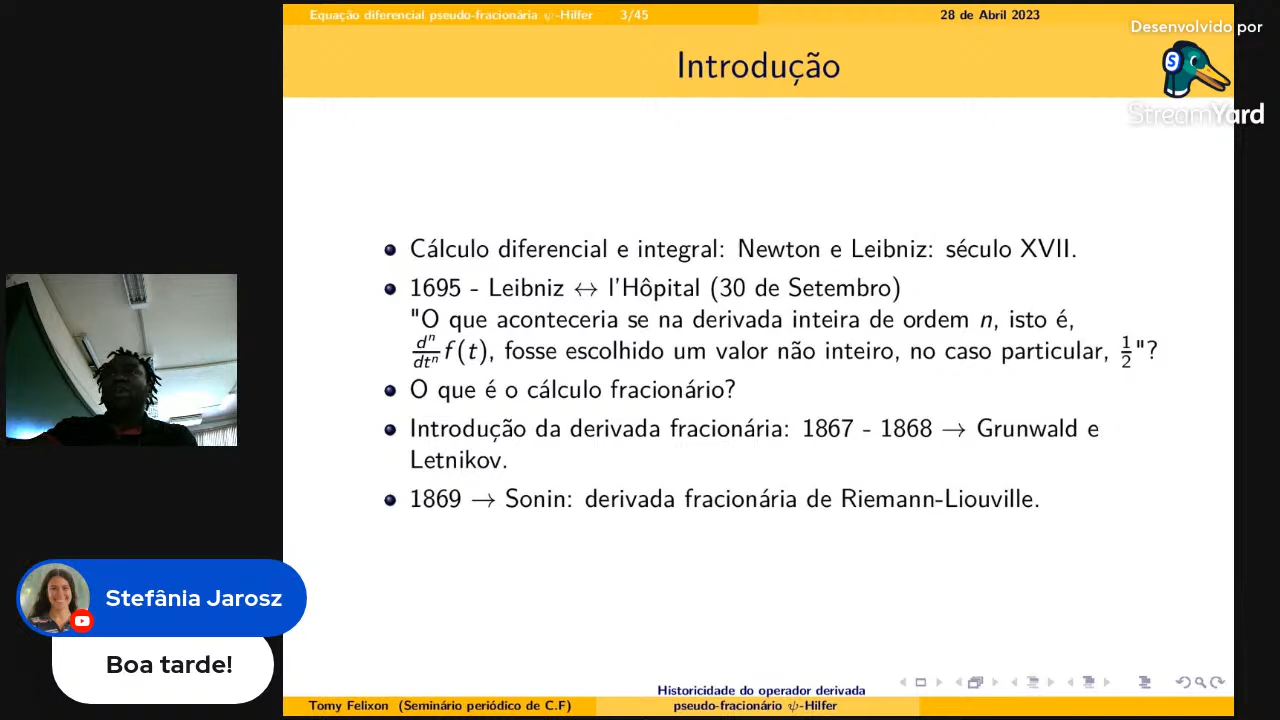 Equação diferencial pseudo-fracionária ψ-Hilfer 3/45 28 de Abril 2023
Desenvolvido por
Introdução
S
StreamYard
Cálculo diferencial e integral: Newton e Leibniz: século XVII.
1695 - Leibniz ↔ l'Hôpital (30 de Setembro)
"O que aconteceria se na derivada inteira de ordem n, isto é,
dⁿ/dtⁿ f(t), fosse escolhido um valor não inteiro, no caso particular, 1/2"?
O que é o cálculo fracionário?
Introdução da derivada fracionária: 1867 - 1868 → Grunwald e
Letnikov.
1869 → Sonin: derivada fracionária de Riemann-Liouville.
Stefânia Jarosz
Boa tarde!
Historicidade do operador derivada
Tomy Felixon (Seminário periódico de C.F) pseudo-fracionário ψ-Hilfer